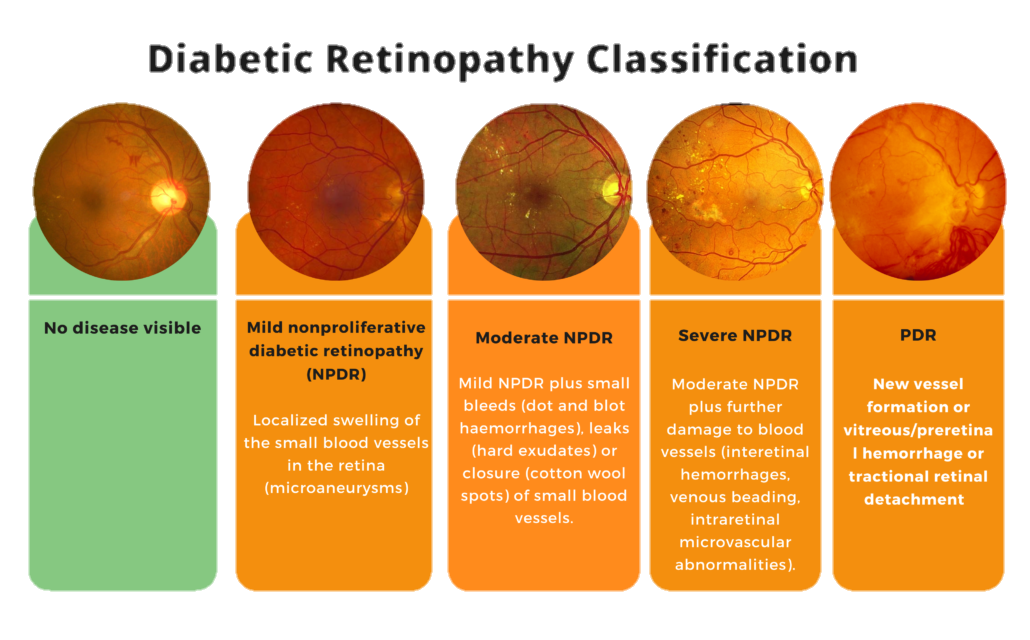 Diabetic Retinopathy Classification
No disease visible
Mild nonproliferative
diabetic retinopathy
(NPDR)
Localized swelling of
the small blood vessels
in the retina
(microaneurysms)
Moderate NPDR
Mild NPDR plus small
bleeds (dot and blot
haemorrhages), leaks
(hard exudates) or
closure (cotton wool
spots) of small blood
vessels.
Severe NPDR
Moderate NPDR
plus further
damage to blood
vessels (interetinal
hemorrhages,
venous beading,
intraretinal
microvascular
abnormalities).
PDR
New vessel
formation or
vitreous/preretina
l hemorrhage or
tractional retinal
detachment